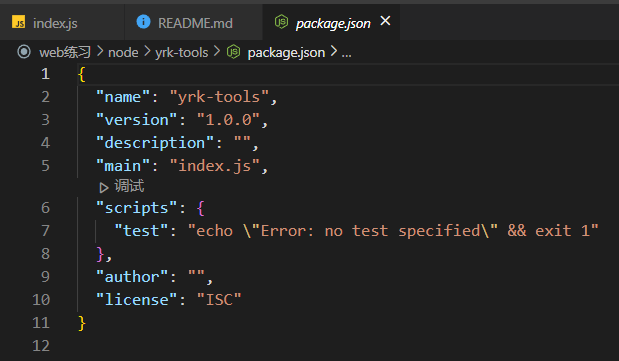 JS index.js README.md package.json ×
web练习 > node > yrk-tools > package.json > ...
1 {
2 "name": "yrk-tools",
3 "version": "1.0.0",
4 "description": "",
5 "main": "index.js",
▷ 调试
6 "scripts": {
7 "test": "echo \"Error: no test specified\" && exit 1"
8 },
9 "author": "",
10 "license": "ISC"
11 }
12